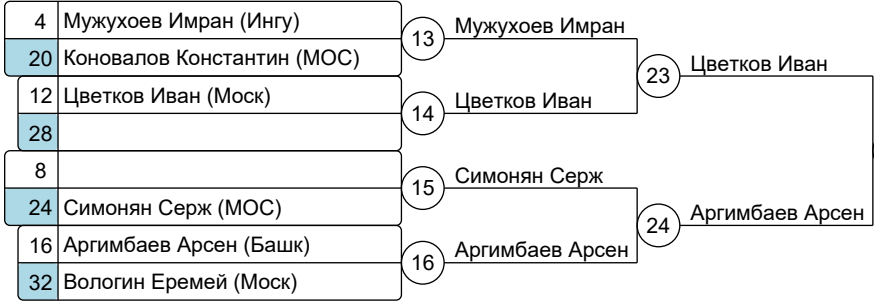 4 Мужухоев Имран (Ингу)
20 Коновалов Константин (МОС)
13 Мужухоев Имран
12 Цветков Иван (Моск)
28
14 Цветков Иван
23 Цветков Иван
8
24 Симонян Серж (МОС)
15 Симонян Серж
16 Аргимбаев Арсен (Башк)
32 Вологин Еремей (Моск)
16 Аргимбаев Арсен
24 Аргимбаев Арсен